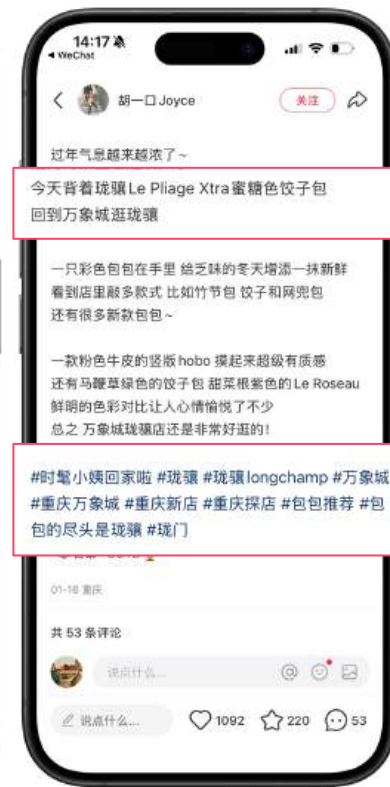 14:17
WeChat
胡一口 Joyce
关注
过年气息越来越浓了~
今天背着珑骧Le Pliage Xtra蜜糖色饺子包
回到万象城逛珑骧
一只彩色包包在手里 给乏味的冬天增添一抹新鲜
看到店里敲多款式 比如竹节包 饺子和网兜包
还有很多新款包包~
一款粉色牛皮的竖版 hobo 摸起来超级有质感
还有马鞭草绿色的饺子包 甜菜根紫色的 Le Roseau
鲜明的色彩对比让人心情愉悦了不少
总之 万象城珑骧店还是非常好逛的!
#时髦小姨回家啦 #珑骧 #珑骧longchamp #万象城
#重庆万象城 #重庆新店 #重庆探店 #包包推荐 #包
包的尽头是珑骧 #珑门
01-18 重庆
共 53 条评论
说点什么...
说点什么...
1092
220
53